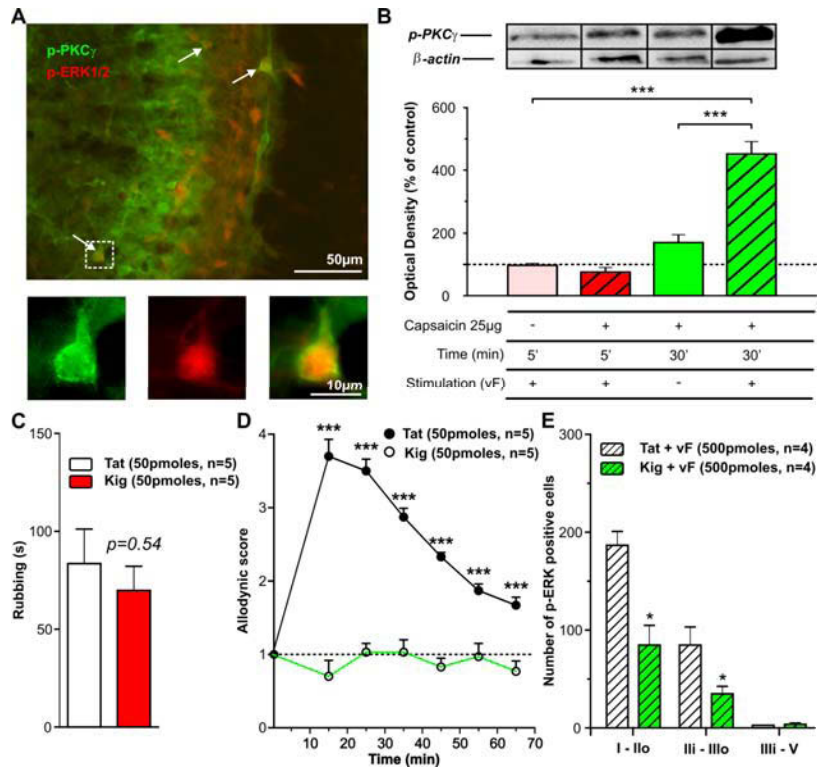 A
p-PKCγ
p-ERK1/2
50µm
10µm
B
p-PKCγ
β-actin
***
***
Optical Density (% of control)
600
400
200
100
0
Capsaicin 25µg - + + +
Time (min) 5' 5' 30' 30'
Stimulation (vF) + + - +
C
Rubbing (s)
150
100
50
0
Tat (50pmoles, n=5)
Kig (50pmoles, n=5)
p=0.54
D
Allodynic score
4
3
2
1
0
Tat (50pmoles, n=5)
Kig (50pmoles, n=5)
*** *** *** *** *** ***
10 20 30 40 50 60 70
Time (min)
E
Number of p-ERK positive cells
300
200
100
0
Tat + vF (500pmoles, n=4)
Kig + vF (500pmoles, n=4)
* *
I - IIo IIi - IIIo IIIi - V